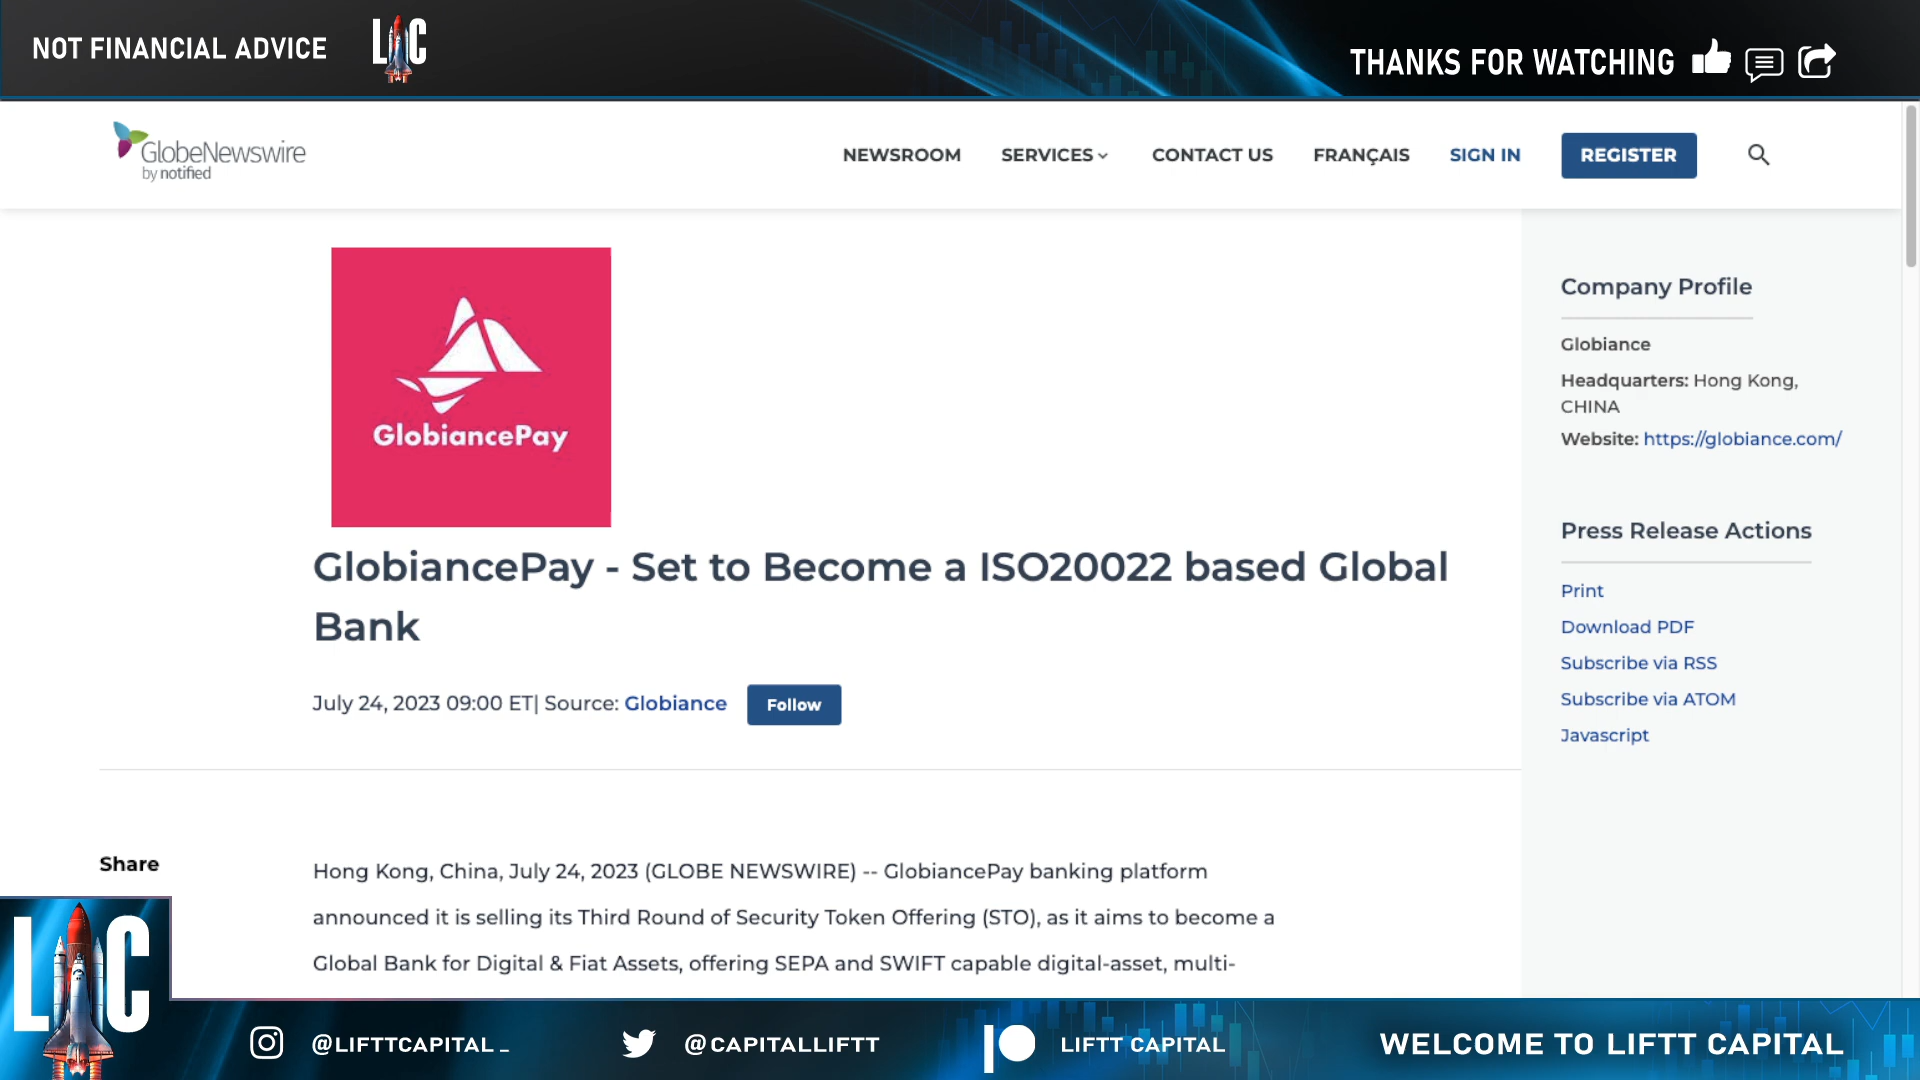 NOT FINANCIAL ADVICE
LC
THANKS FOR WATCHING
GlobeNewswire
by notified
NEWSROOM
SERVICES
CONTACT US
FRANÇAIS
SIGN IN
REGISTER
GlobiancePay
GlobiancePay - Set to Become a ISO20022 based Global
Bank
July 24, 2023 09:00 ET| Source: Globiance
Follow
Company Profile
Globiance
Headquarters: Hong Kong,
CHINA
Website: https://globiance.com/
Press Release Actions
Print
Download PDF
Subscribe via RSS
Subscribe via ATOM
Javascript
Share
Hong Kong, China, July 24, 2023 (GLOBE NEWSWIRE) -- GlobiancePay banking platform
announced it is selling its Third Round of Security Token Offering (STO), as it aims to become a
Global Bank for Digital & Fiat Assets, offering SEPA and SWIFT capable digital-asset, multi-
LC
@LIFTTCAPITAL_
@CAPITALLIFTT
LIFTT CAPITAL
WELCOME TO LIFTT CAPITAL